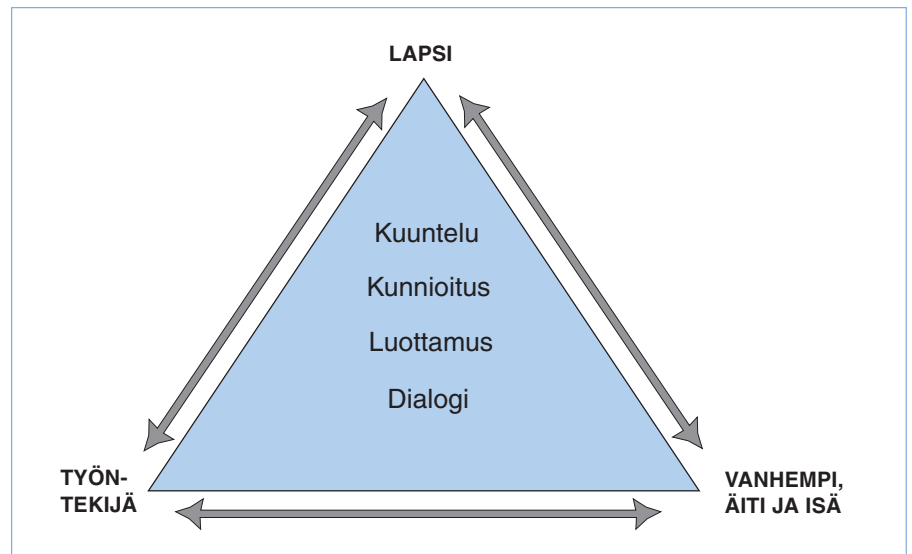 LAPSI
Kuuntelu
Kunnioitus
Luottamus
Dialogi
TYÖN-
TEKIJÄ
VANHEMPI,
ÄITI JA ISÄ